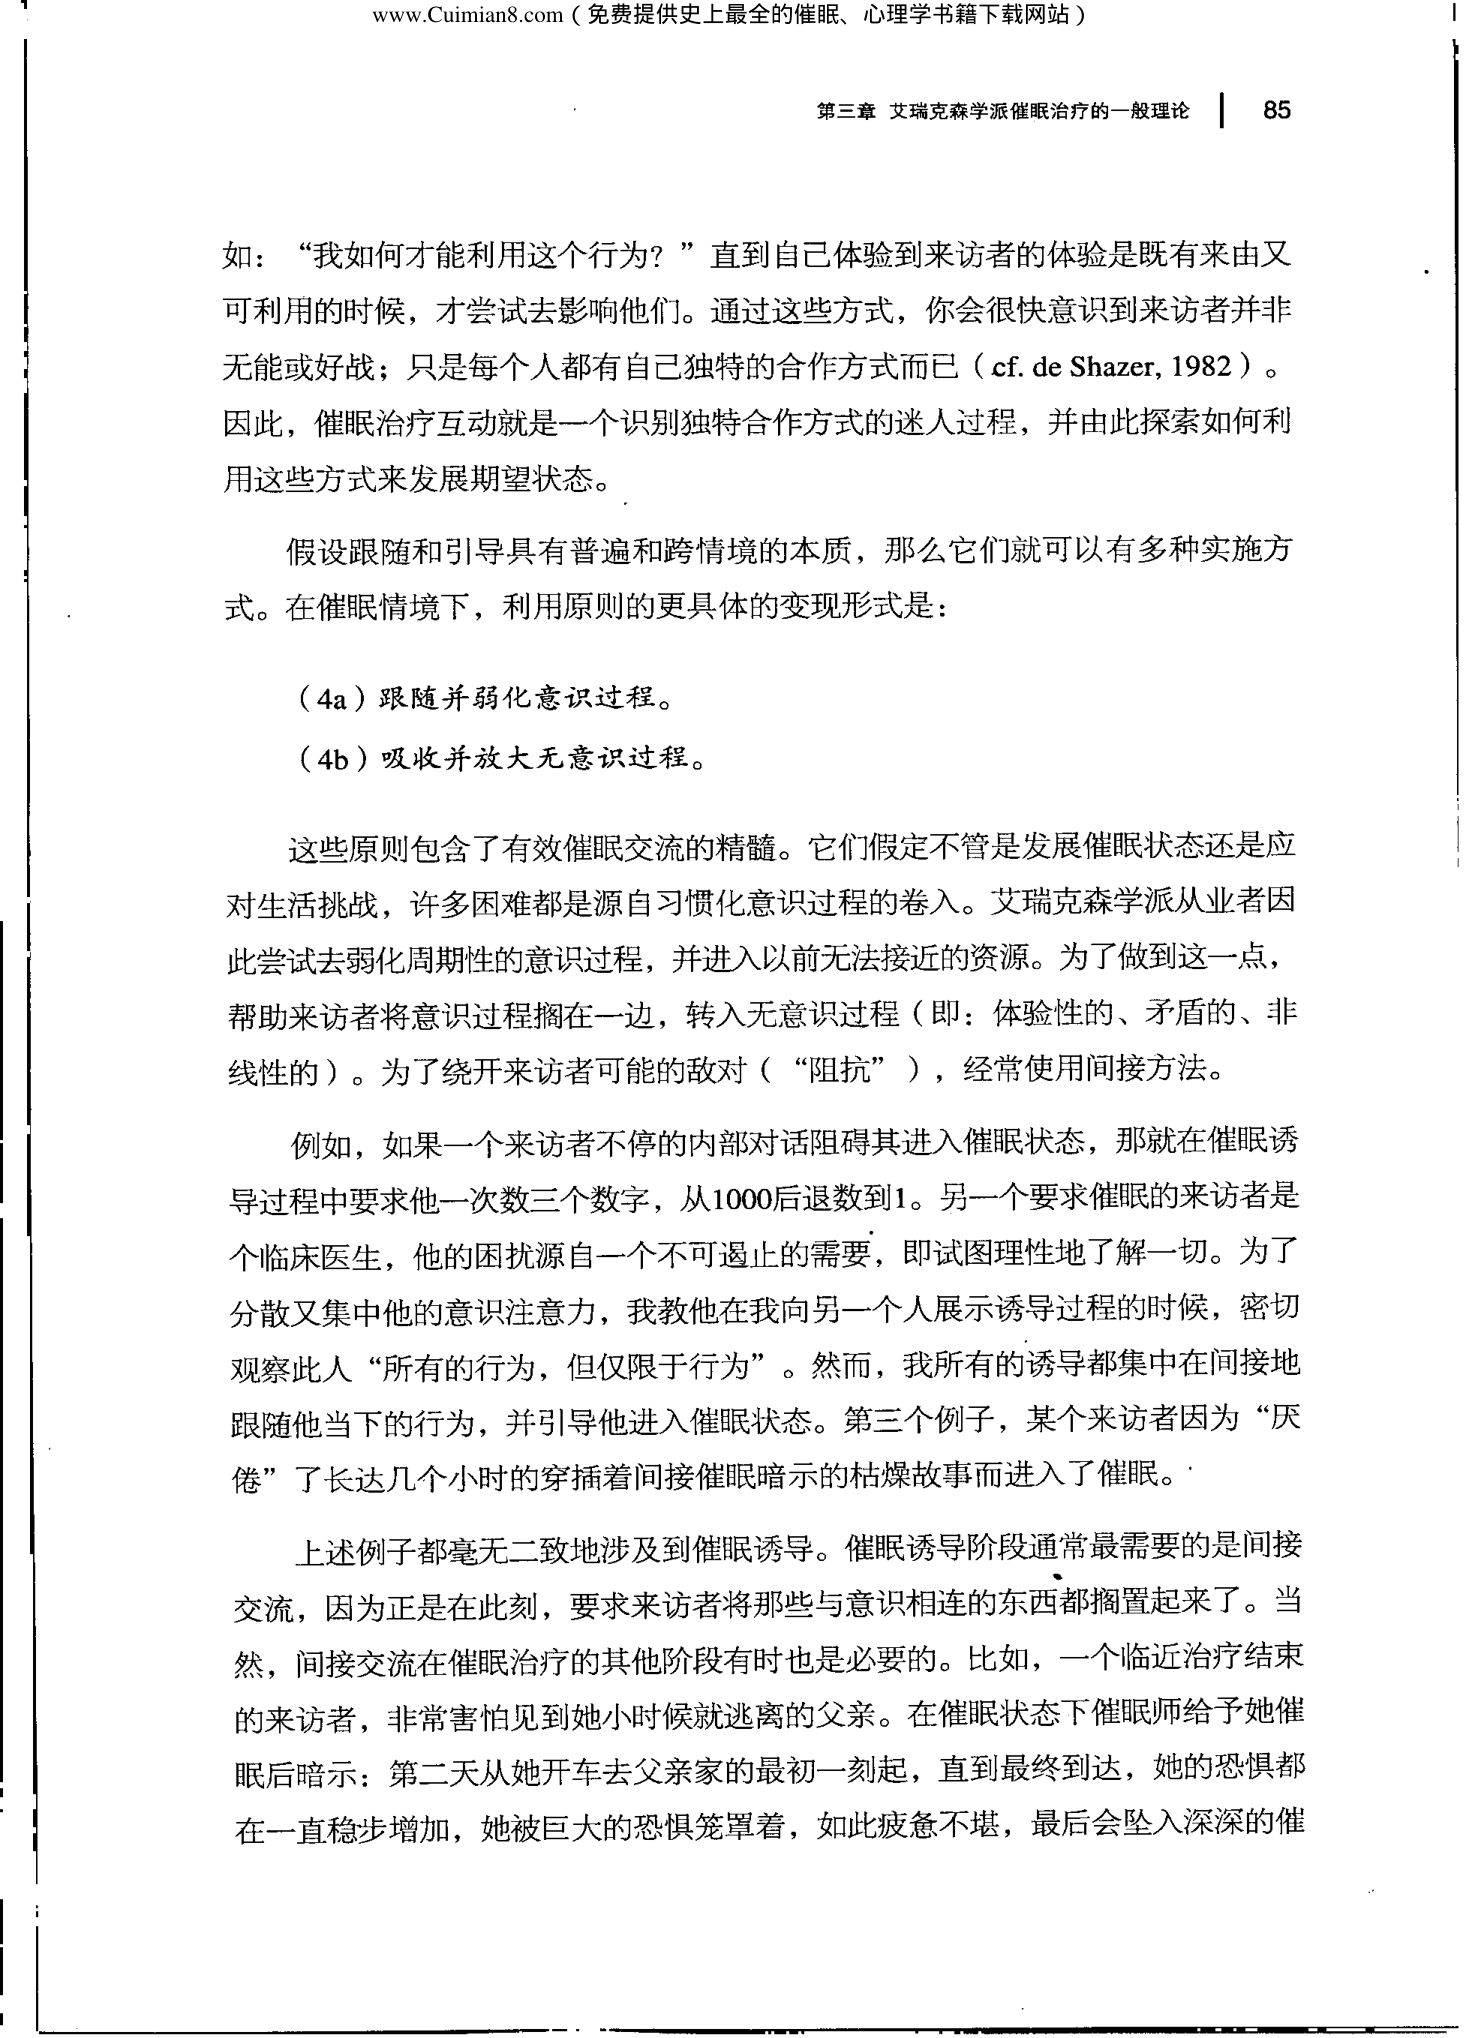 www.Cuimian8.com（免费提供史上最全的催眠、心理学书籍下载网站）
第三章 艾瑞克森学派催眠治疗的一般理论 85
如：“我如何才能利用这个行为？”直到自己体验到来访者的体验是既有来由又
可利用的时候，才尝试去影响他们。通过这些方式，你会很快意识到来访者并非
无能或好战；只是每个人都有自己独特的合作方式而已（cf. de Shazer, 1982）。
因此，催眠治疗互动就是一个识别独特合作方式的迷人过程，并由此探索如何利
用这些方式来发展期望状态。
假设跟随和引导具有普遍和跨情境的本质，那么它们就可以有多种实施方
式。在催眠情境下，利用原则的更具体的变现形式是：
（4a）跟随并弱化意识过程。
（4b）吸收并放大无意识过程。
这些原则包含了有效催眠交流的精髓。它们假定不管是发展催眠状态还是应
对生活挑战，许多困难都是源自习惯化意识过程的卷入。艾瑞克森学派从业者因
此尝试去弱化周期性的意识过程，并进入以前无法接近的资源。为了做到这一点，
帮助来访者将意识过程搁在一边，转入无意识过程（即：体验性的、矛盾的、非
线性的）。为了绕开来访者可能的敌对（“阻抗”），经常使用间接方法。
例如，如果一个来访者不停的内部对话阻碍其进入催眠状态，那就在催眠诱
导过程中要求他一次数三个数字，从1000后退数到1。另一个要求催眠的来访者是
个临床医生，他的困扰源自一个不可遏止的需要，即试图理性地了解一切。为了
分散又集中他的意识注意力，我教他在我向另一个人展示诱导过程的时候，密切
观察此人“所有的行为，但仅限于行为”。然而，我所有的诱导都集中在间接地
跟随他当下的行为，并引导他进入催眠状态。第三个例子，某个来访者因为“厌
倦”了长达几个小时的穿插着间接催眠暗示的枯燥故事而进入了催眠。
上述例子都毫无二致地涉及到催眠诱导。催眠诱导阶段通常最需要的是间接
交流，因为正是在此刻，要求来访者将那些与意识相连的东西都搁置起来了。当
然，间接交流在催眠治疗的其他阶段有时也是必要的。比如，一个临近治疗结束
的来访者，非常害怕见到她小时候就逃离的父亲。在催眠状态下催眠师给予她催
眠后暗示：第二天从她开车去父亲家的最初一刻起，直到最终到达，她的恐惧都
在一直稳步增加，她被巨大的恐惧笼罩着，如此疲惫不堪，最后会坠入深深的催